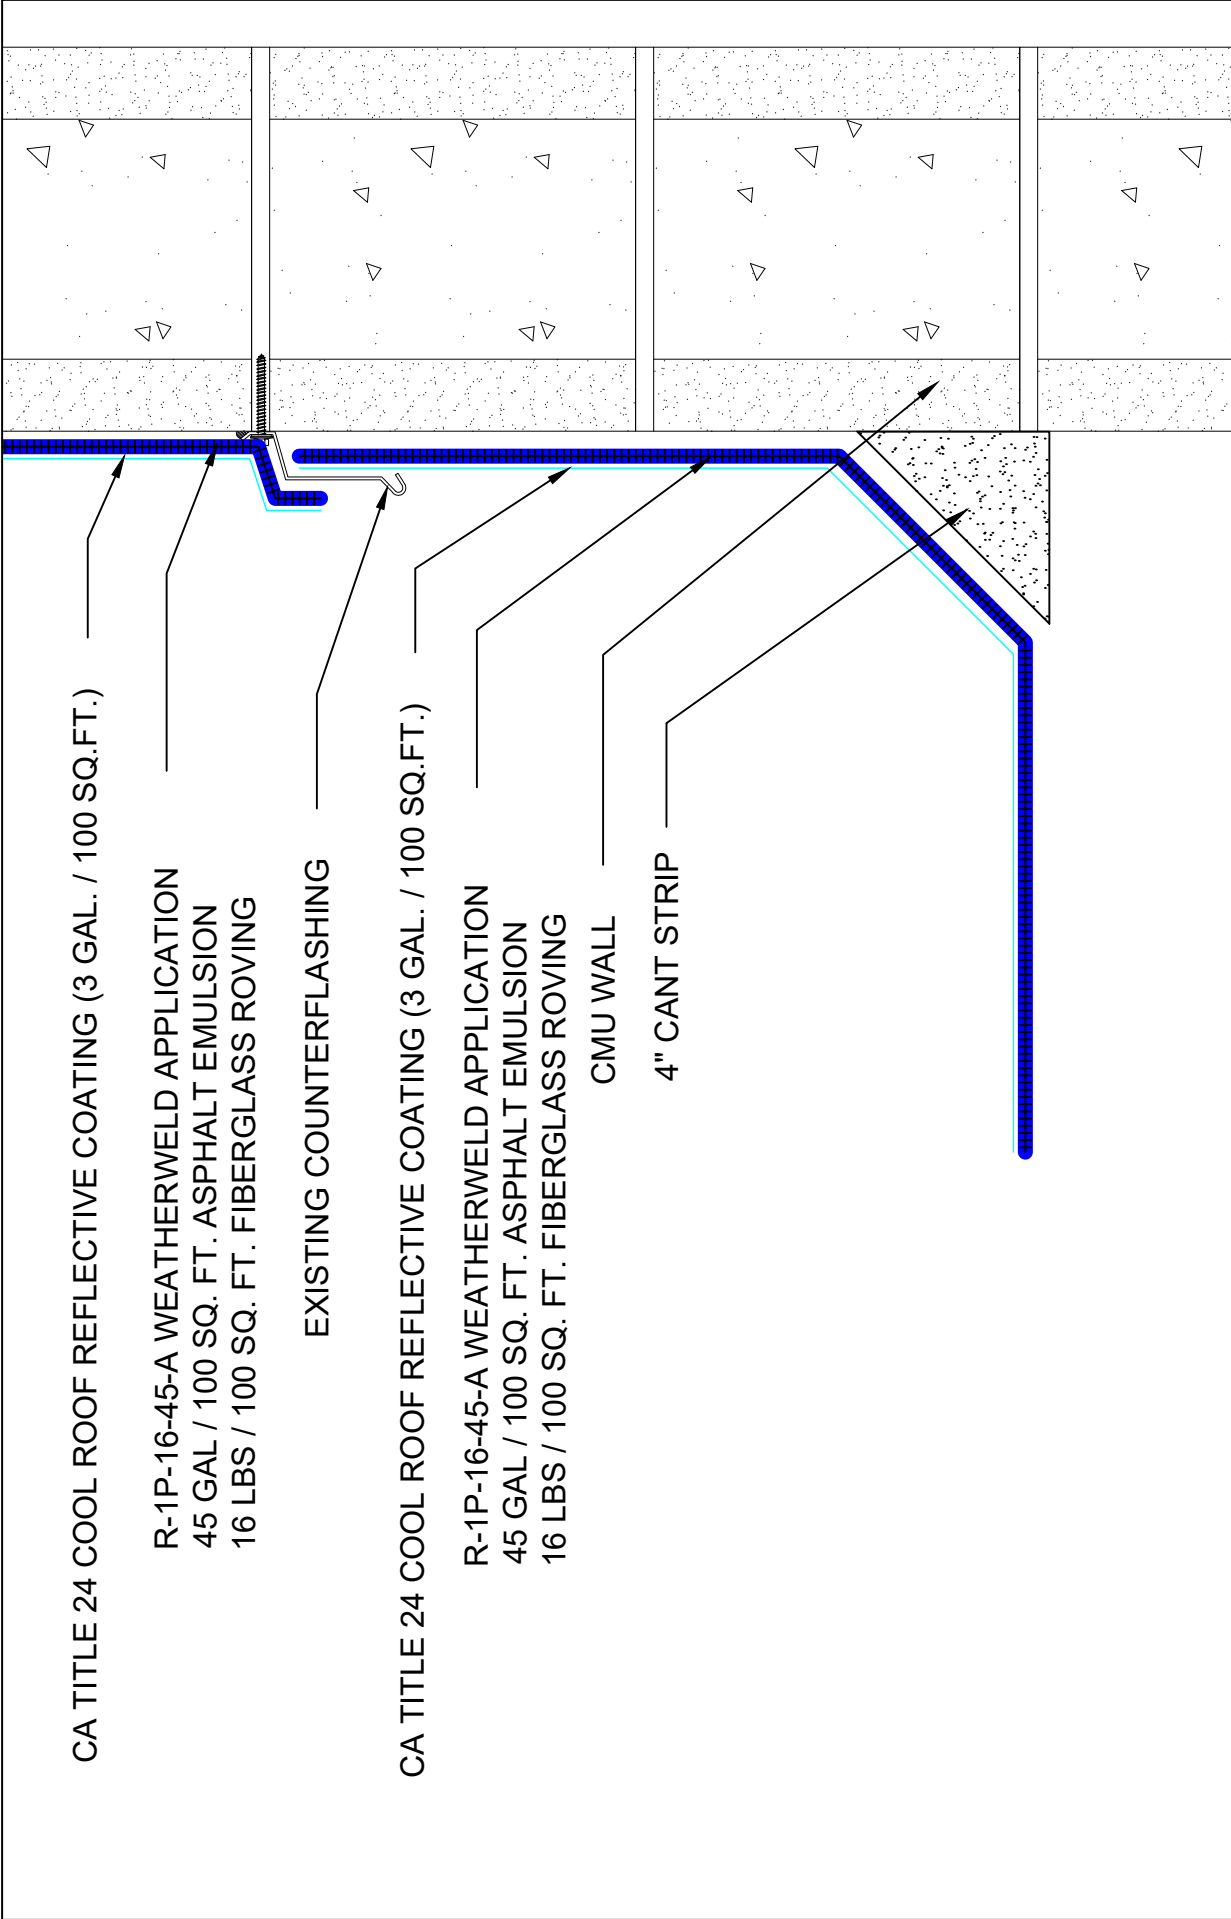 CA TITLE 24 COOL ROOF REFLECTIVE COATING (3 GAL. / 100 SQ.FT.)
R-1P-16-45-A WEATHERWELD APPLICATION
45 GAL / 100 SQ. FT. ASPHALT EMULSION
16 LBS / 100 SQ. FT. FIBERGLASS ROVING
EXISTING COUNTERFLASHING
CA TITLE 24 COOL ROOF REFLECTIVE COATING (3 GAL. / 100 SQ.FT.)
R-1P-16-45-A WEATHERWELD APPLICATION
45 GAL / 100 SQ. FT. ASPHALT EMULSION
16 LBS / 100 SQ. FT. FIBERGLASS ROVING
CMU WALL
4" CANT STRIP